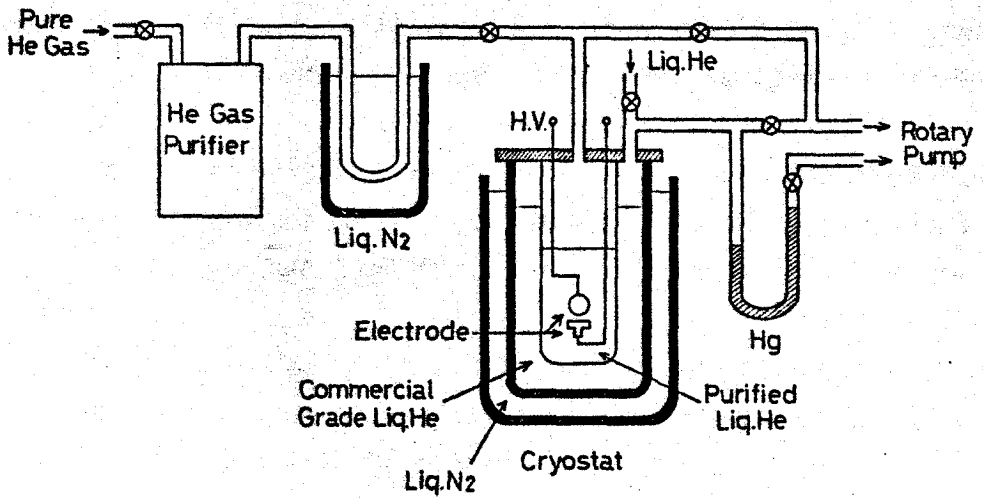 Pure
He Gas
He Gas
Purifier
Liq.N2
H.V.
Liq.He
Rotary
Pump
Hg
Electrode
Commercial
Grade Liq.He
Purified
Liq.He
Liq.N2
Cryostat